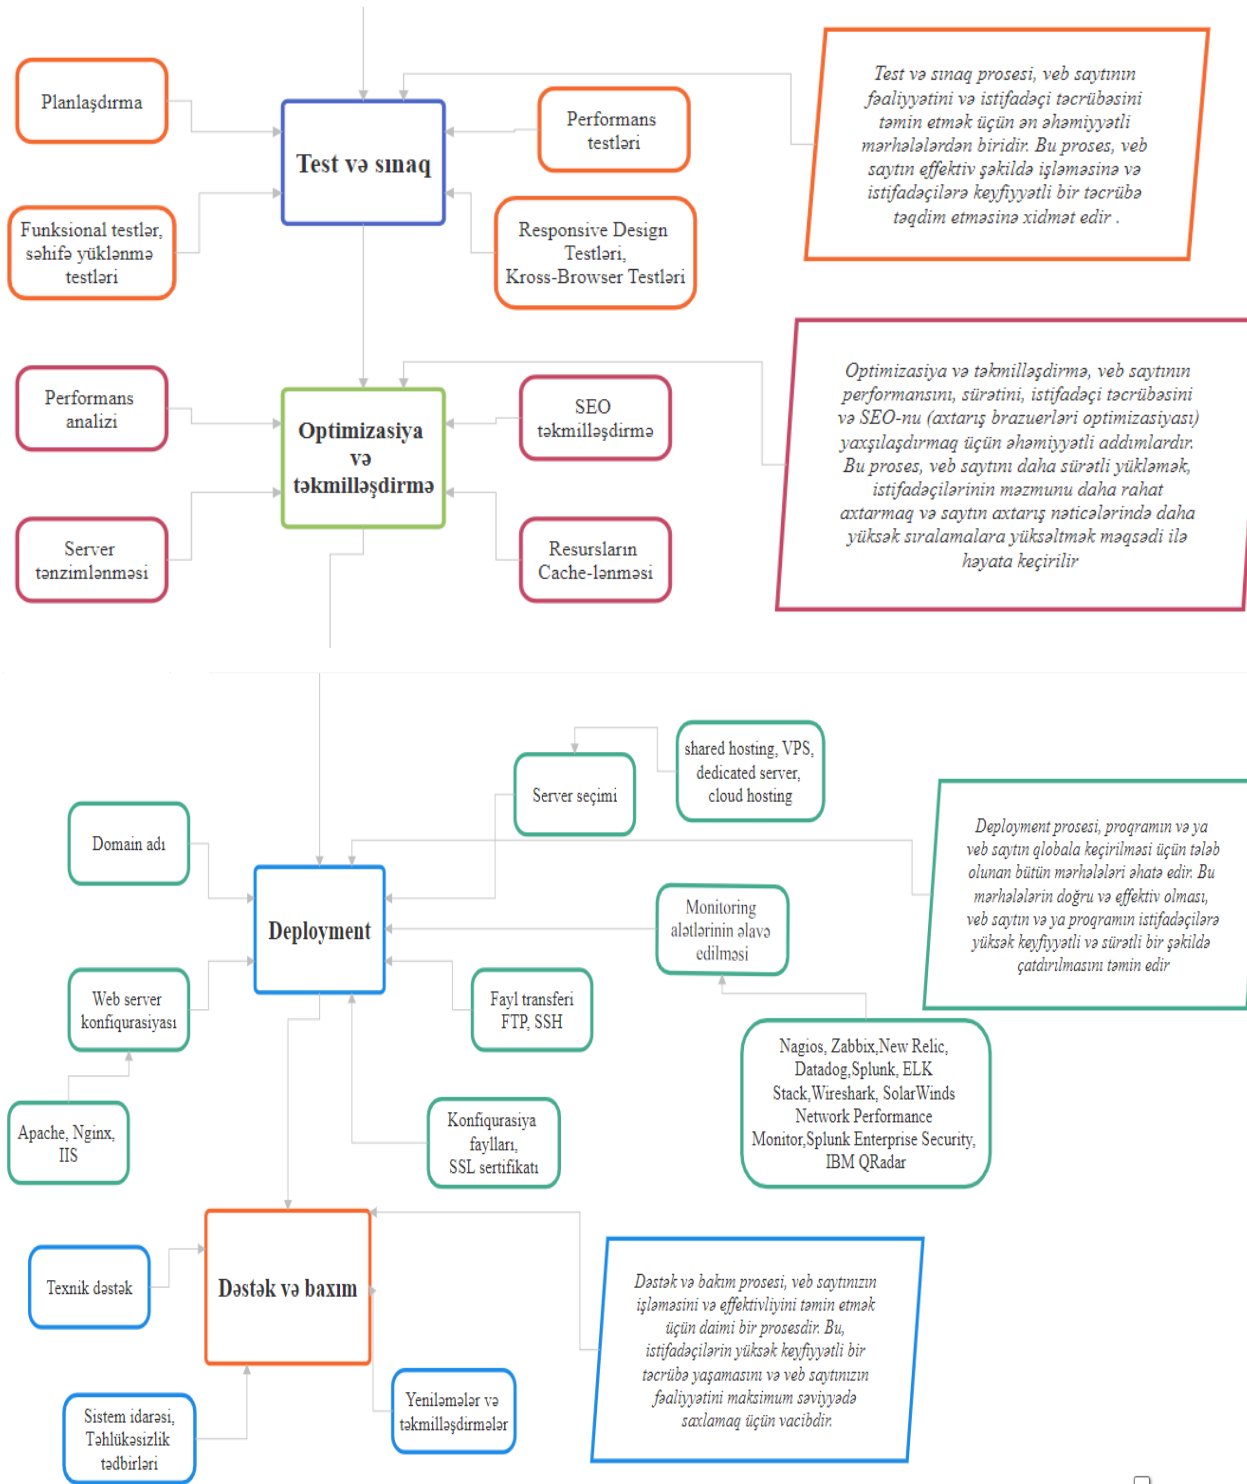 Planlaşdırma
Test və sınaq
Performans
testləri
Funksional testlər,
səhifə yüklənmə
testləri
Responsive Design
Testləri,
Kross-Browser Testləri
Test və sınaq prosesi, veb saytının
fəaliyyətini və istifadəçi təcrübəsini
təmin etmək üçün ən əhəmiyyətli
mərhələlərdən biridir. Bu proses, veb
saytın effektiv şəkildə işləməsinə və
istifadəçilərə keyfiyyətli bir təcrübə
təqdim etməsinə xidmət edir .
Performans
analizi
Optimizasiya
və
təkmilləşdirmə
SEO
təkmilləşdirmə
Server
tənzimlənməsi
Resursların
Cache-lənməsi
Optimizasiya və təkmilləşdirmə, veb saytının
performansını, sürətini, istifadəçi təcrübəsini
və SEO-nu (axtarış brazuerləri optimizasiyası)
yaxşılaşdırmaq üçün əhəmiyyətli addımlardır.
Bu proses, veb saytını daha sürətli yükləmək,
istifadəçilərinin məzmunu daha rahat
axtarmaq və saytın axtarış nəticələrində daha
yüksək sıralamalara yüksəltmək məqsədi ilə
həyata keçirilir
shared hosting, VPS,
dedicated server,
cloud hosting
Server seçimi
Domain adı
Deployment
Monitoring
alətlərinin əlavə
edilməsi
Web server
konfiqurasiyası
Fayl transferi
FTP, SSH
Apache, Nginx,
IIS
Konfiqurasiya
faylları,
SSL sertifikatı
Nagios, Zabbix,New Relic,
Datadog,Splunk, ELK
Stack,Wireshark, SolarWinds
Network Performance
Monitor,Splunk Enterprise Security,
IBM QRadar
Deployment prosesi, proqramın və ya
veb saytın qlobala keçirilməsi üçün tələb
olunan bütün mərhələləri əhatə edir. Bu
mərhələlərin doğru və effektiv olması,
veb saytın və ya proqramın istifadəçilərə
yüksək keyfiyyətli və sürətli bir şəkildə
çatdırılmasını təmin edir
Texnik dəstək
Dəstək və baxım
Sistem idarəsi,
Təhlükəsizlik
tədbirləri
Yeniləmələr və
təkmilləşdirmələr
Dəstək və bakım prosesi, veb saytınızın
işləməsini və effektivliyini təmin etmək
üçün daimi bir prosesdir. Bu,
istifadəçilərin yüksək keyfiyyətli bir
təcrübə yaşamasını və veb saytınızın
fəaliyyətini maksimum səviyyədə
saxlamaq üçün vacibdir.